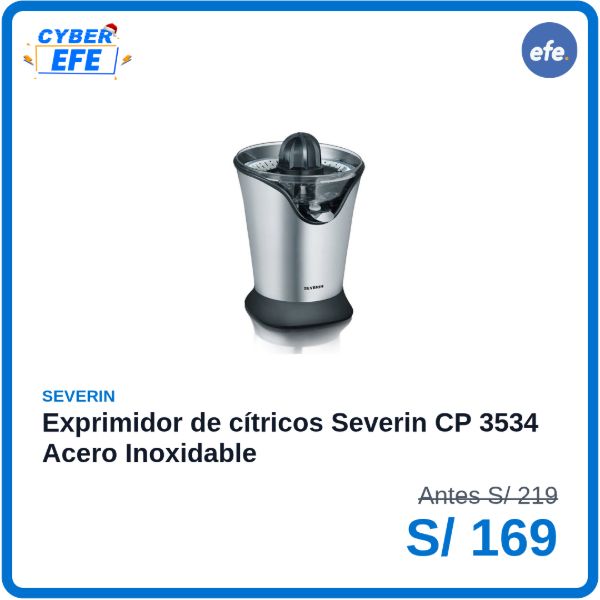 CYBER
EFE
efe.
SEVERIN
SEVERIN
Exprimidor de cítricos Severin CP 3534
Acero Inoxidable
Antes S/ 219
S/ 169